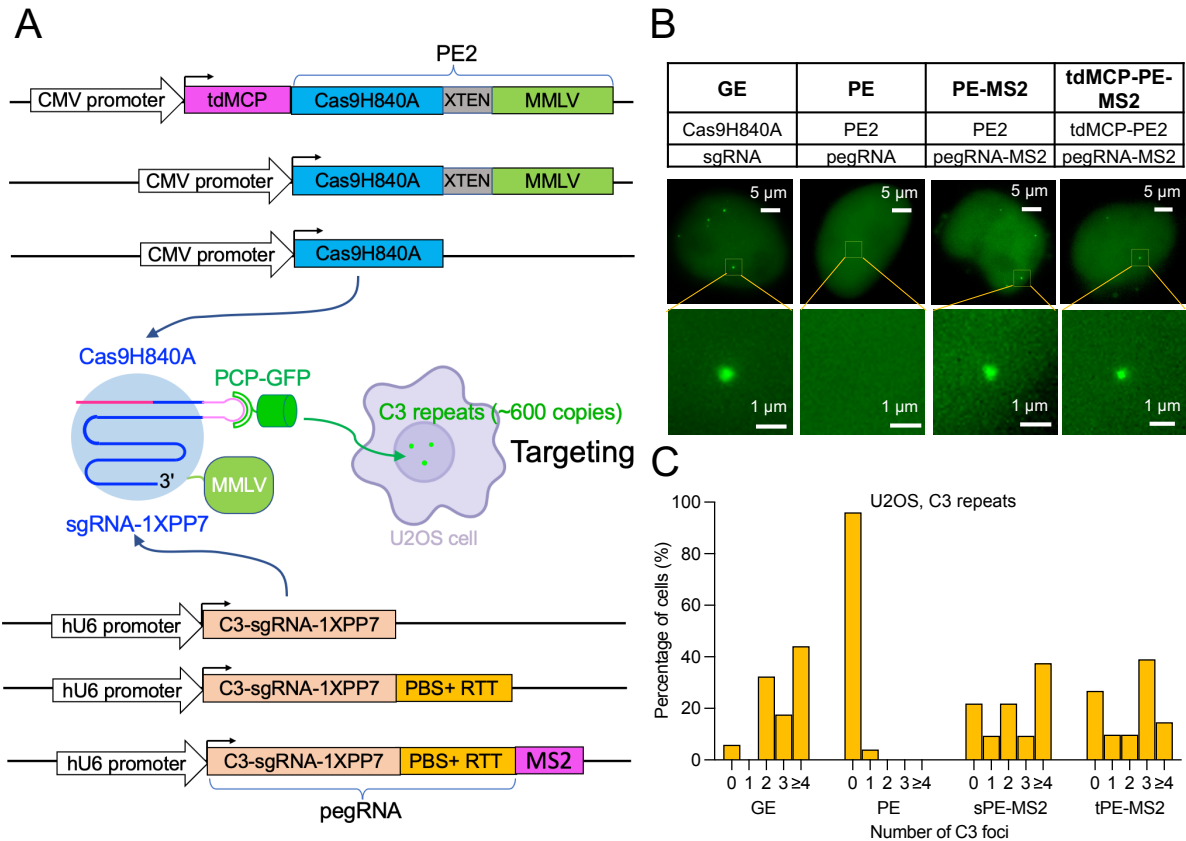 A
PE2
CMV promoter
tdMCP
Cas9H840A
XTEN
MMLV
CMV promoter
Cas9H840A
XTEN
MMLV
CMV promoter
Cas9H840A
Cas9H840A
PCP-GFP
C3 repeats (~600 copies)
Targeting
3'
MMLV
sgRNA-1XPP7
U2OS cell
hU6 promoter
C3-sgRNA-1XPP7
hU6 promoter
C3-sgRNA-1XPP7
PBS+ RTT
hU6 promoter
C3-sgRNA-1XPP7
PBS+ RTT
MS2
pegRNA
B
GE PE PE-MS2 tdMCP-PE-
MS2
Cas9H840A PE2 PE2 tdMCP-PE2
sgRNA pegRNA pegRNA-MS2 pegRNA-MS2
5 µm 5 µm 5 µm 5 µm
1 µm 1 µm 1 µm 1 µm
C
U2OS, C3 repeats
Percentage of cells (%)
100
80
60
40
20
0
0 1 2 3 ≥4 0 1 2 3 ≥4 0 1 2 3 ≥4 0 1 2 3 ≥4
GE PE sPE-MS2 tPE-MS2
Number of C3 foci